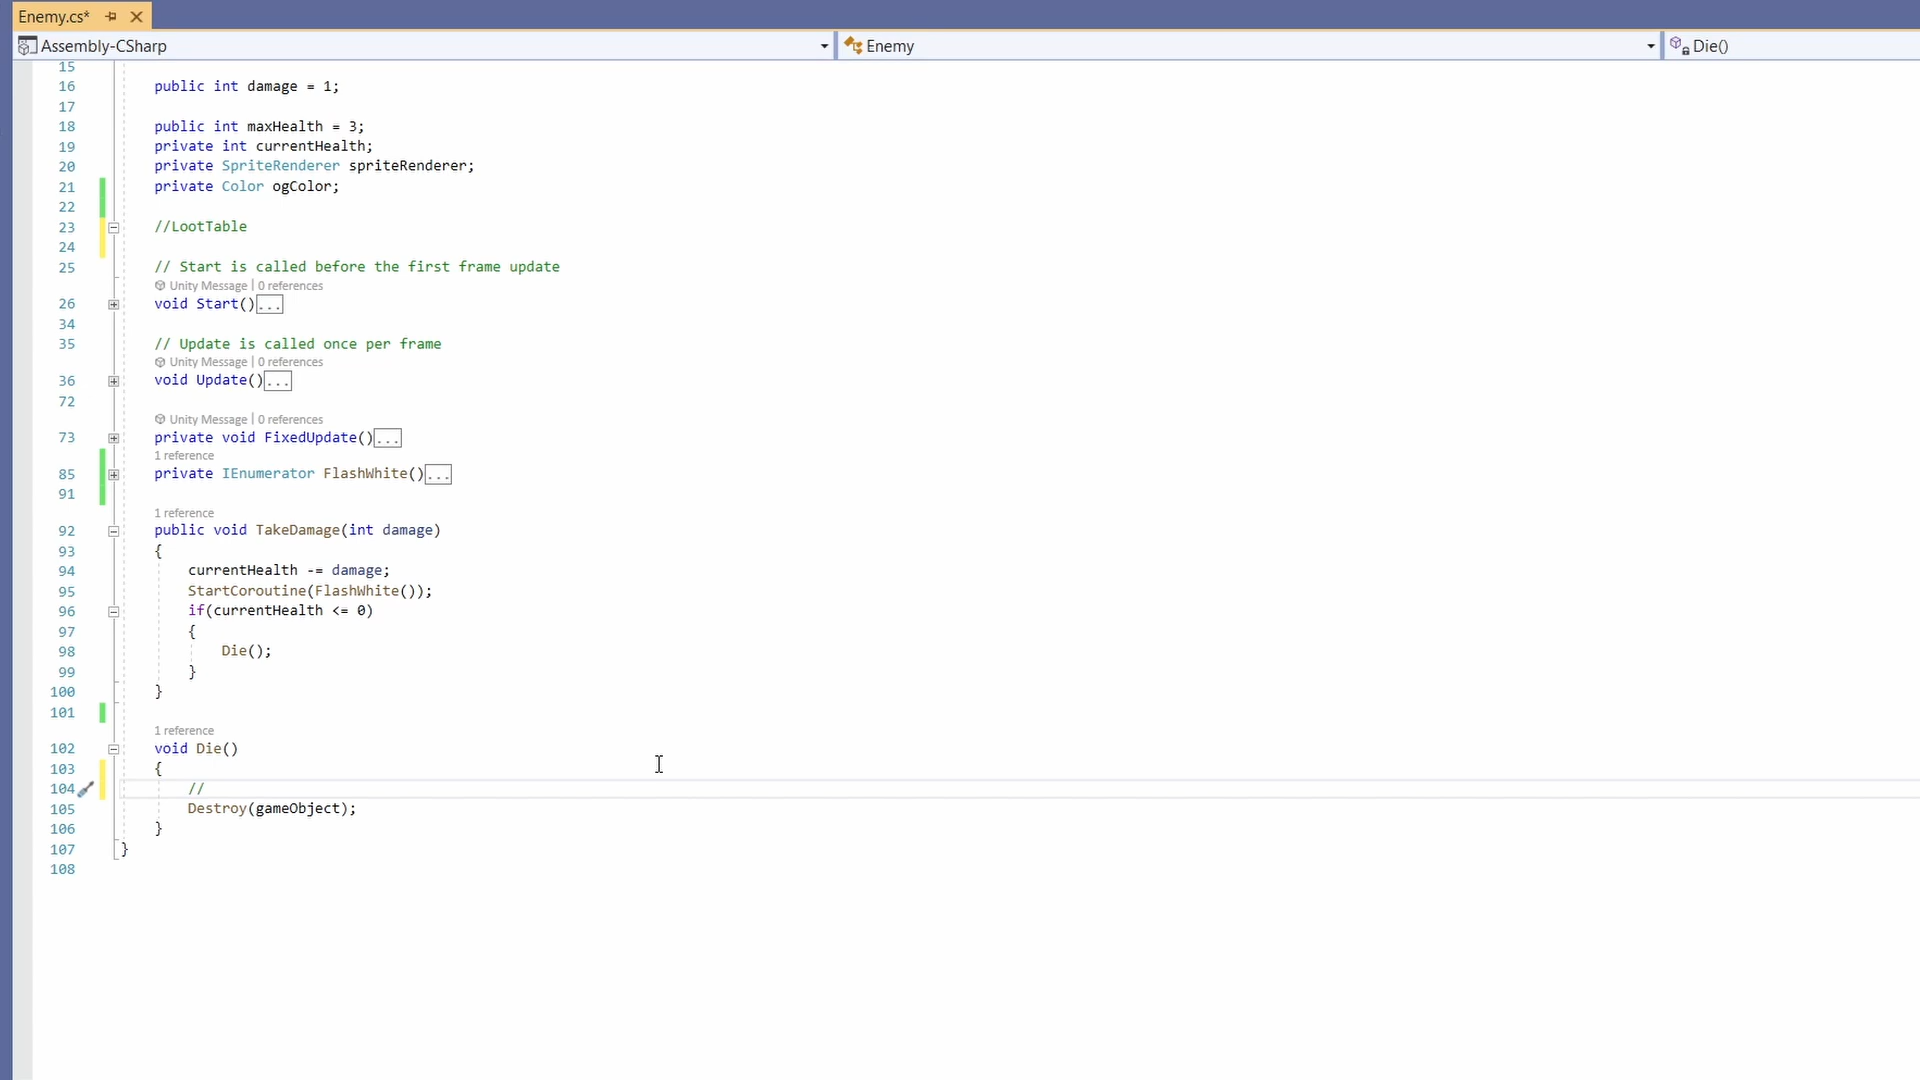 Enemy.cs*
Assembly-CSharp Enemy Die()
15
16 public int damage = 1;
17
18 public int maxHealth = 3;
19 private int currentHealth;
20 private SpriteRenderer spriteRenderer;
21 private Color ogColor;
22
23 //LootTable
24
25 // Start is called before the first frame update
Unity Message | 0 references
26 void Start()...
34
35 // Update is called once per frame
Unity Message | 0 references
36 void Update()...
72
Unity Message | 0 references
73 private void FixedUpdate()...
1 reference
85 private IEnumerator FlashWhite()...
91
1 reference
92 public void TakeDamage(int damage)
93 {
94 currentHealth -= damage;
95 StartCoroutine(FlashWhite());
96 if(currentHealth <= 0)
97 {
98 Die();
99 }
100 }
101
1 reference
102 void Die()
103 {
104 //
105 Destroy(gameObject);
106 }
107 }
108